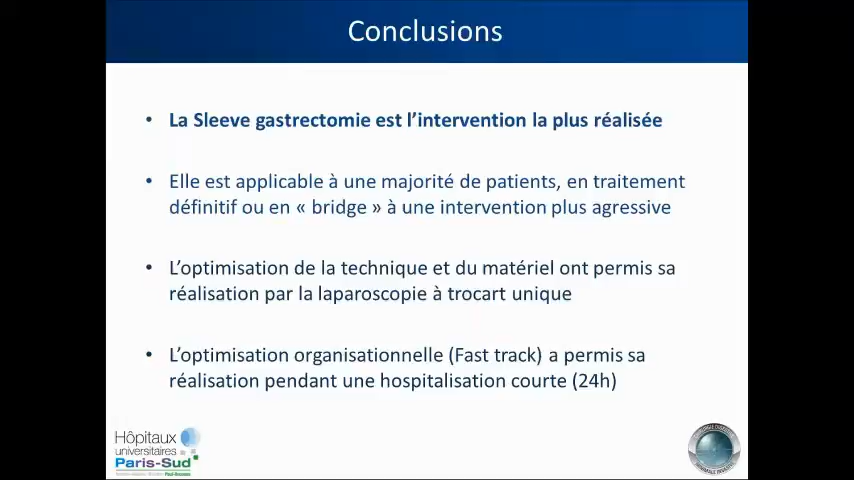 Conclusions
• La Sleeve gastrectomie est l’intervention la plus réalisée
• Elle est applicable à une majorité de patients, en traitement
définitif ou en « bridge » à une intervention plus agressive
• L’optimisation de la technique et du matériel ont permis sa
réalisation par la laparoscopie à trocart unique
• L’optimisation organisationnelle (Fast track) a permis sa
réalisation pendant une hospitalisation courte (24h)
Hôpitaux
universitaires
Paris-Sud